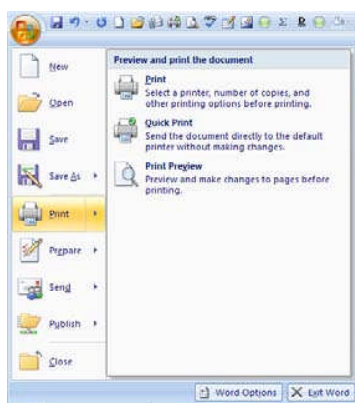 New
Open
Save
Save As
Print
Prepare
Send
Publish
Close
Preview and print the document
Print
Select a printer, number of copies, and
other printing options before printing.
Quick Print
Send the document directly to the default
printer without making changes.
Print Preview
Preview and make changes to pages before
printing.
Word Options
Exit Word